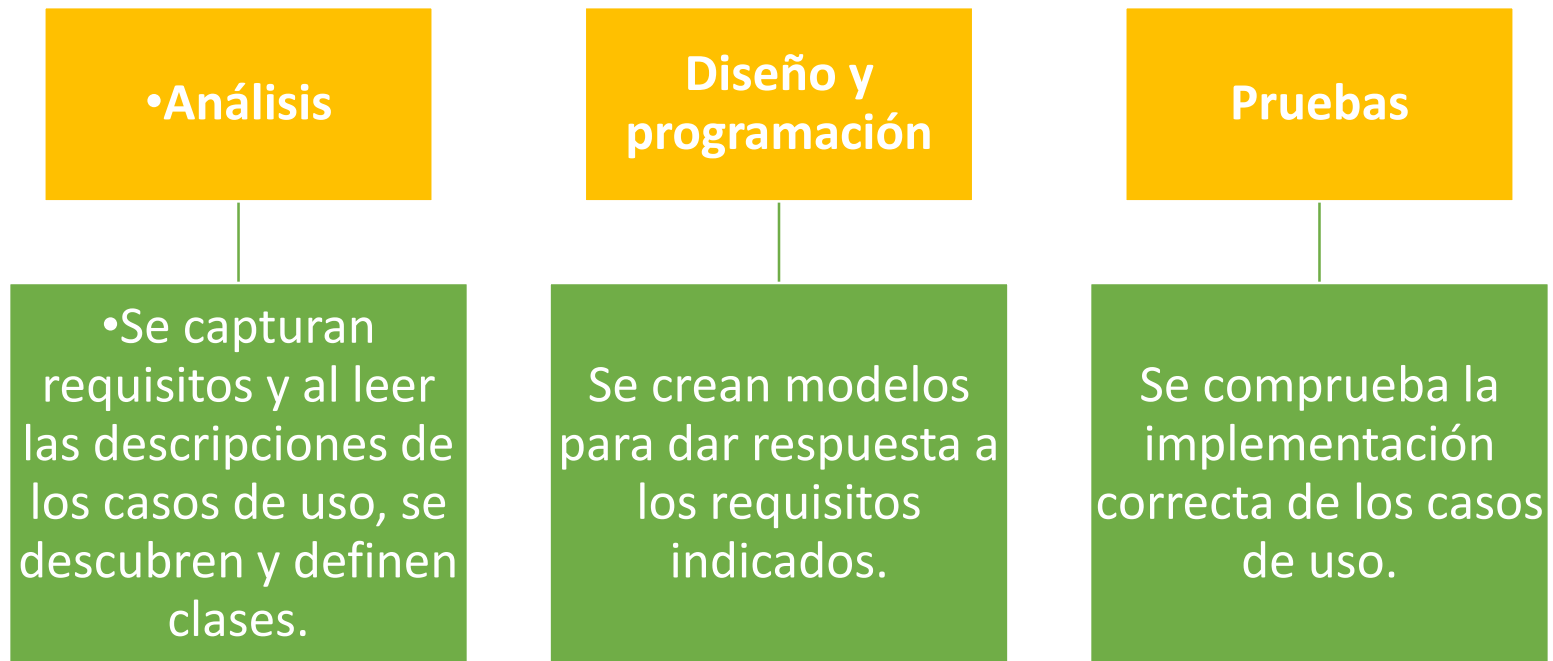 •Análisis
•Se capturan
requisitos y al leer
las descripciones de
los casos de uso, se
descubren y definen
clases.
Diseño y
programación
Se crean modelos
para dar respuesta a
los requisitos
indicados.
Pruebas
Se comprueba la
implementación
correcta de los casos
de uso.